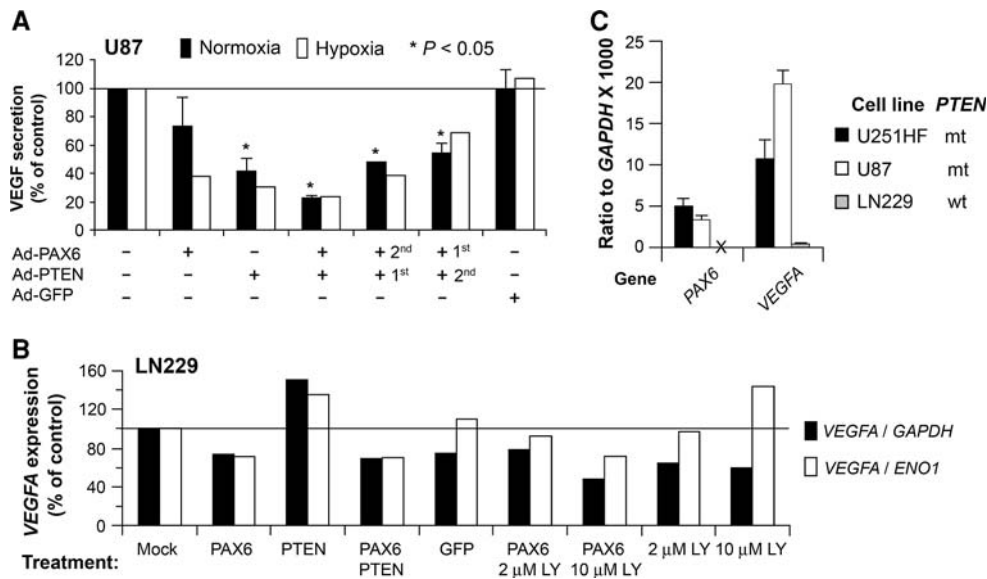 A
U87
Normoxia
Hypoxia
* P < 0.05
VEGF secretion
(% of control)
120
100
80
60
40
20
0
* * * *
Ad-PAX6 – + – + + 2nd + 1st –
Ad-PTEN – – + + + 1st + 2nd –
Ad-GFP – – – – – – +
C
Ratio to GAPDH X 1000
25
20
15
10
5
0
X
Gene
PAX6
VEGFA
Cell line PTEN
U251HF mt
U87 mt
LN229 wt
B
LN229
VEGFA expression
(% of control)
160
120
80
40
0
VEGFA / GAPDH
VEGFA / ENO1
Treatment:
Mock
PAX6
PTEN
PAX6
PTEN
GFP
PAX6
2 µM LY
PAX6
10 µM LY
2 µM LY
10 µM LY